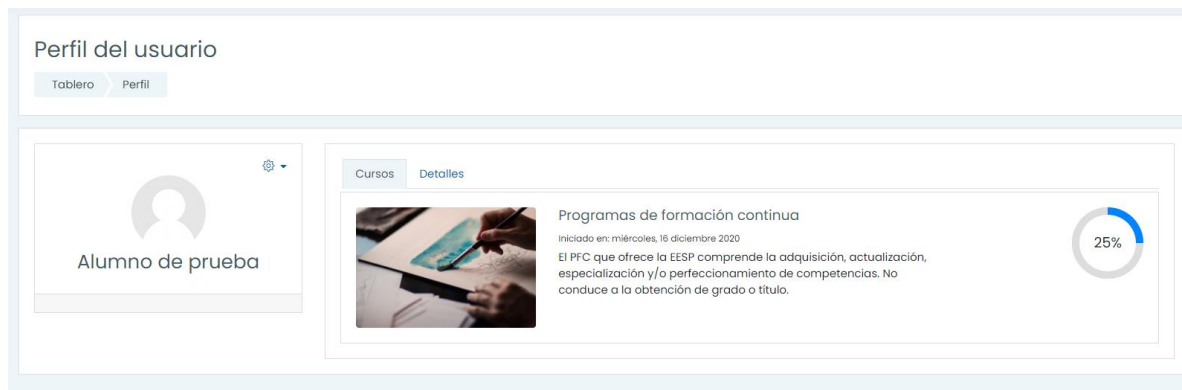 Perfil del usuario
Tablero Perfil
Alumno de prueba
Cursos Detalles
Programas de formación continua
Iniciado en: miércoles, 16 diciembre 2020
El PFC que ofrece la EESP comprende la adquisición, actualización,
especialización y/o perfeccionamiento de competencias. No
conduce a la obtención de grado o título.
25%